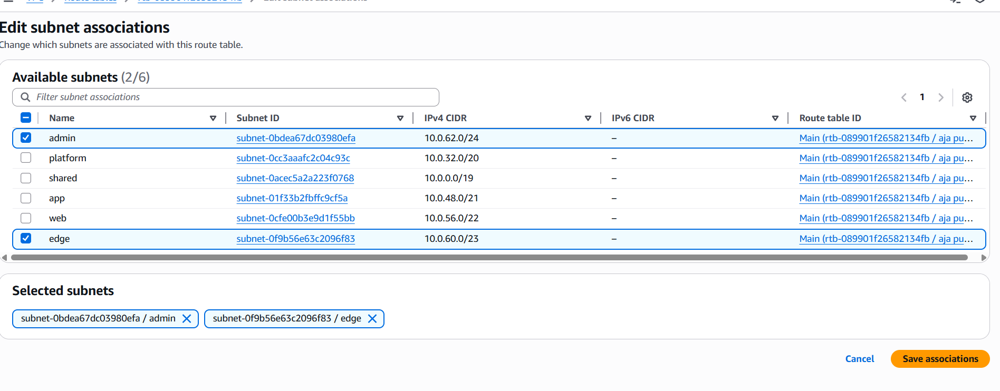 Edit subnet associations
Change which subnets are associated with this route table.
Available subnets (2/6)
Filter subnet associations
1
Name Subnet ID IPv4 CIDR IPv6 CIDR Route table ID
admin subnet-0bdea67dc03980efa 10.0.62.0/24 – Main (rtb-089901f26582134fb / aja pu...
platform subnet-0cc3aaafc2c04c93c 10.0.32.0/20 – Main (rtb-089901f26582134fb / aja pu...
shared subnet-0acec5a2a223f0768 10.0.0.0/19 – Main (rtb-089901f26582134fb / aja pu...
app subnet-01f33b2fbffc9cf5a 10.0.48.0/21 – Main (rtb-089901f26582134fb / aja pu...
web subnet-0cfe00b3e9d1f55bb 10.0.56.0/22 – Main (rtb-089901f26582134fb / aja pu...
edge subnet-0f9b56e63c2096f83 10.0.60.0/23 – Main (rtb-089901f26582134fb / aja pu...
Selected subnets
subnet-0bdea67dc03980efa / admin subnet-0f9b56e63c2096f83 / edge
Cancel Save associations